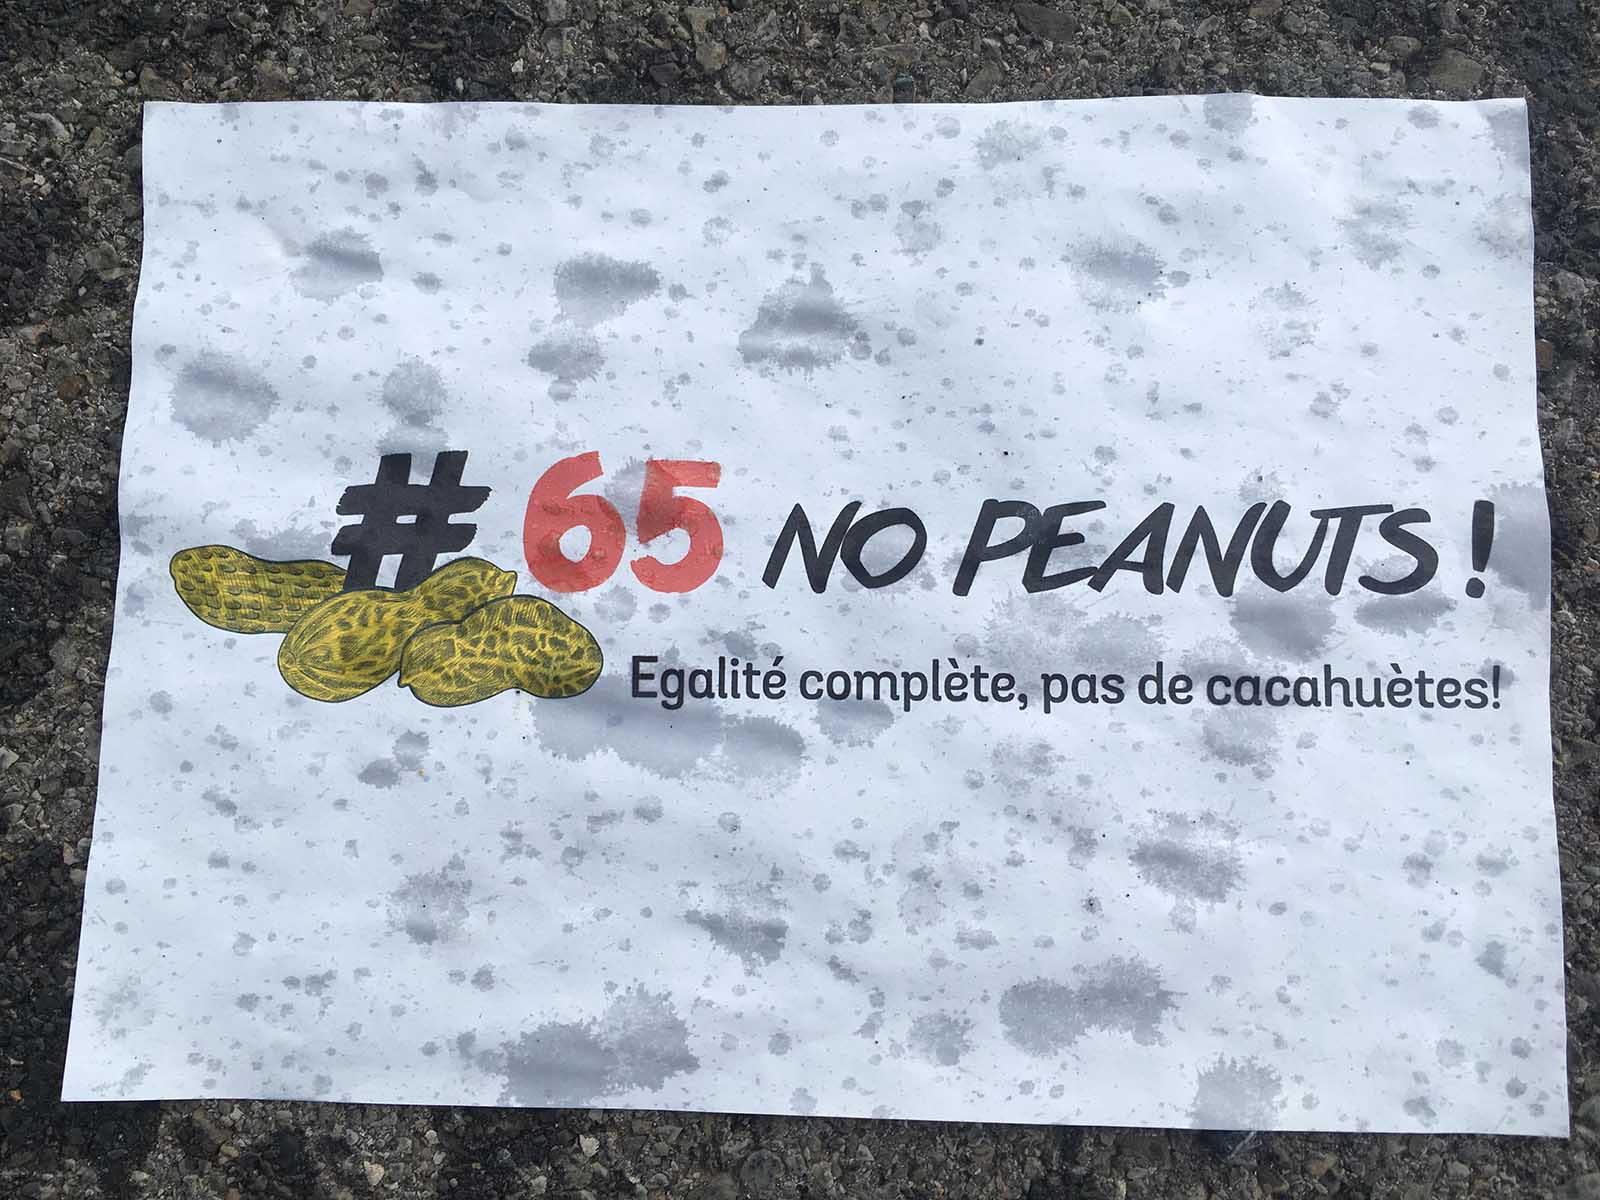 #65 NO PEANUTS!
Egalité complète, pas de cacahuètes!